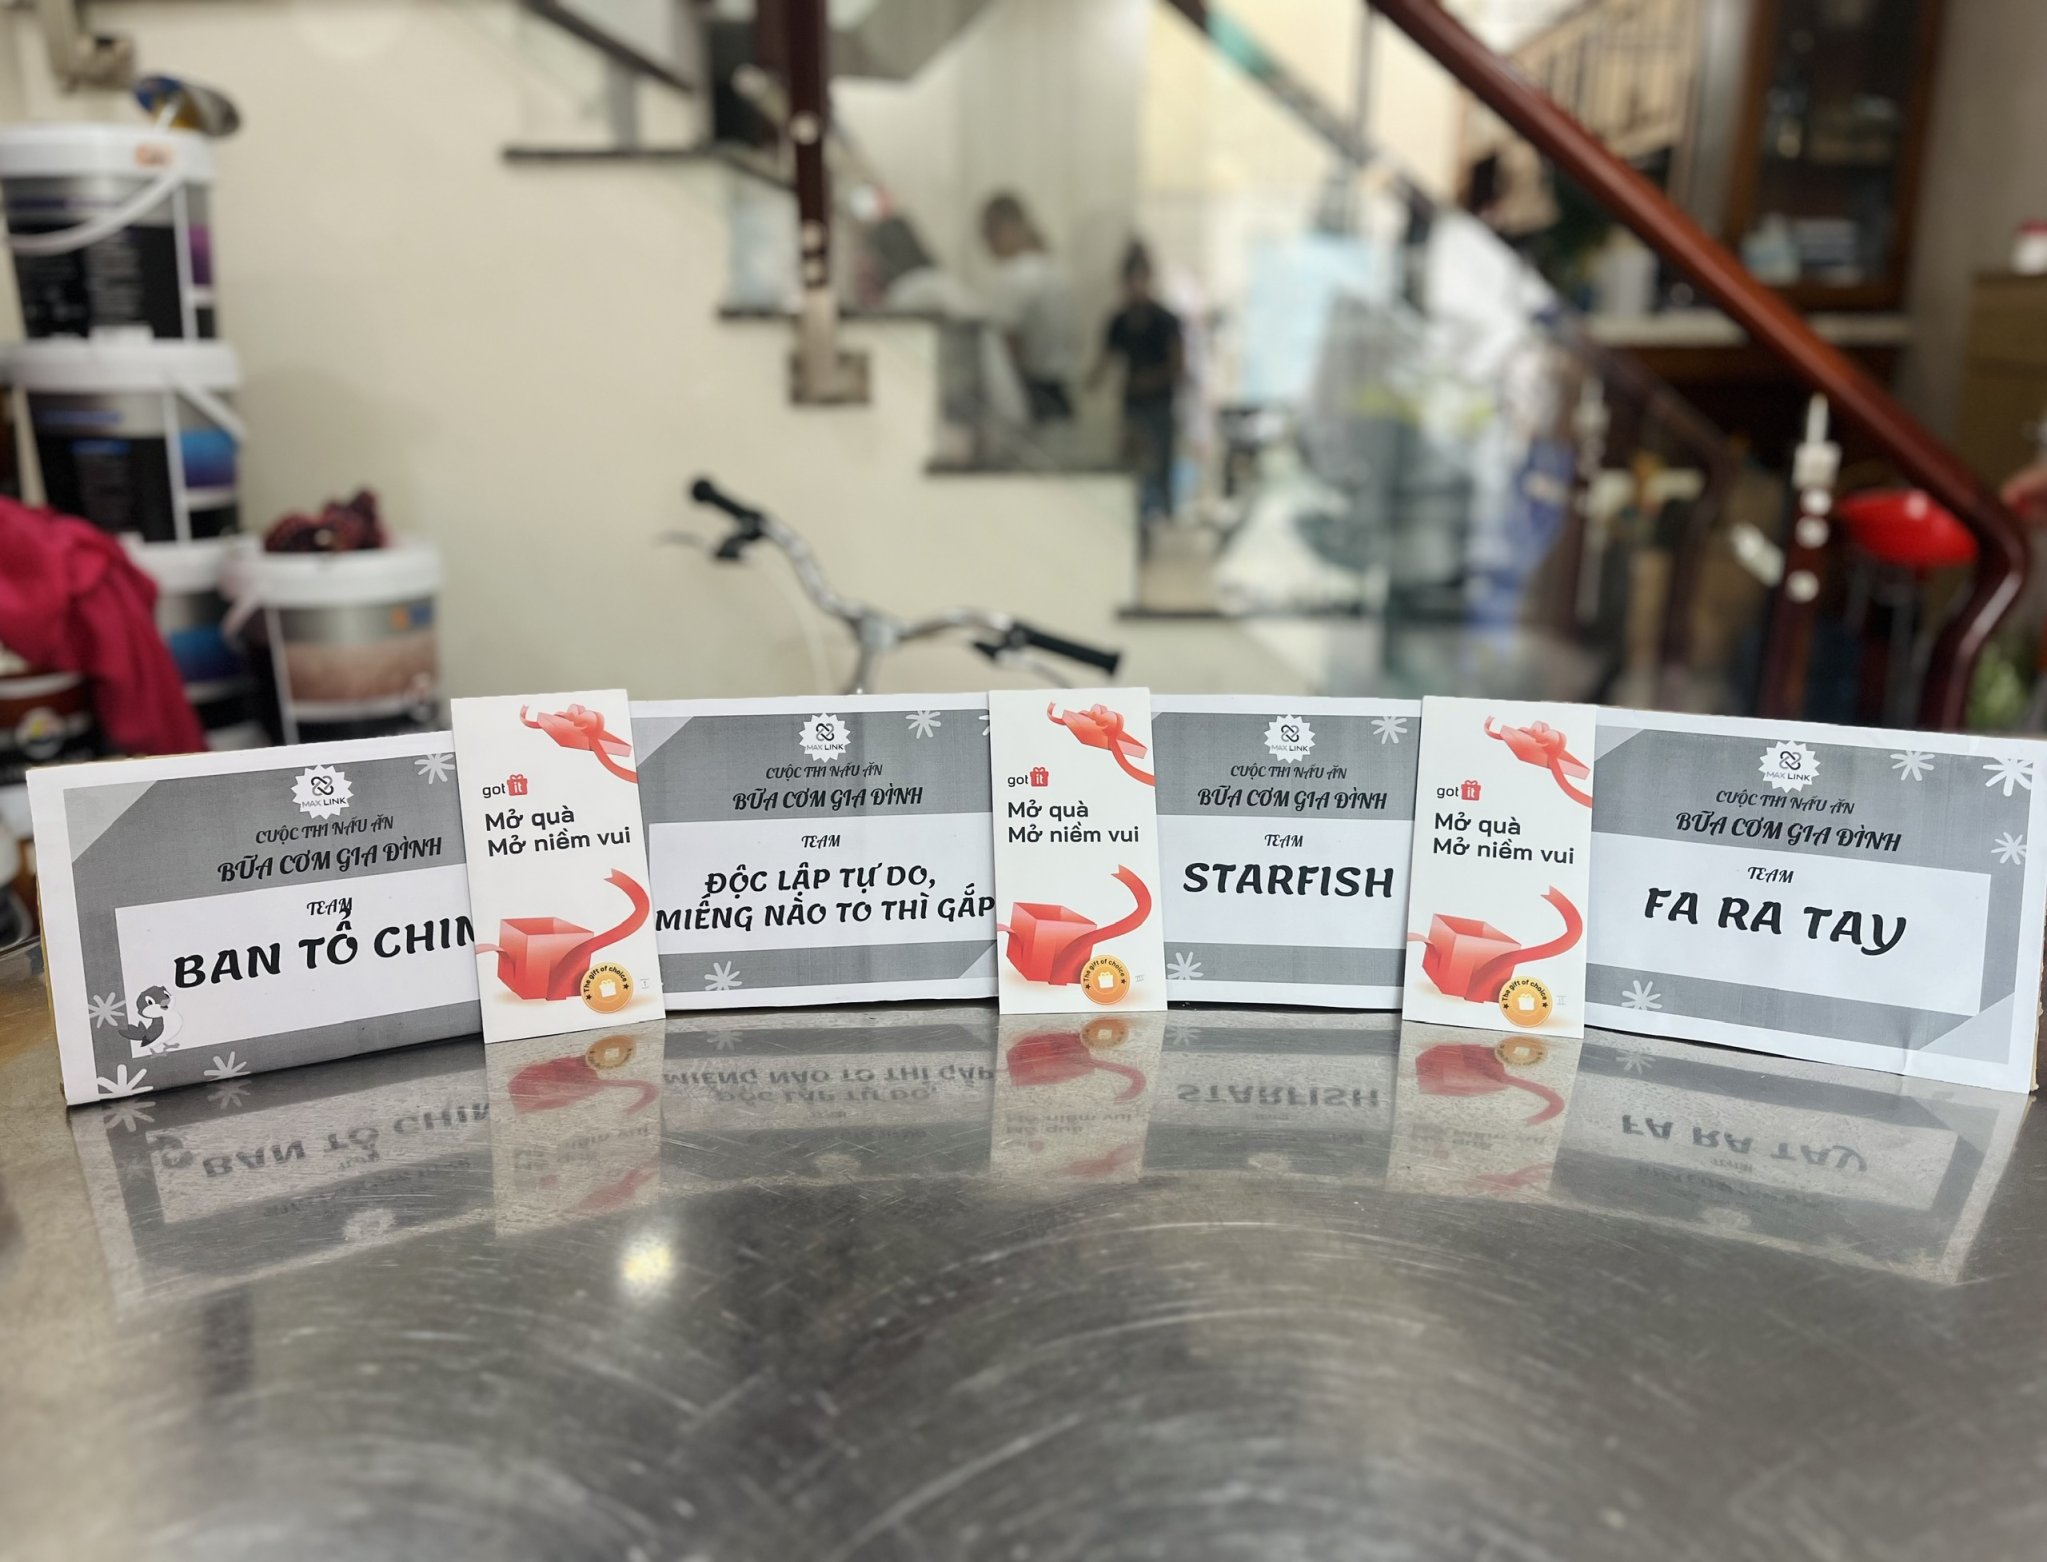 MAX LINK
CUỘC THI NẤU ĂN
BỮA CƠM GIA ĐÌNH
TEAM
BAN TỔ CHIN
got it
Mở quà
Mở niềm vui
The gift of choice
I
MAX LINK
CUỘC THI NẤU ĂN
BỮA CƠM GIA ĐÌNH
TEAM
ĐỘC LẬP TỰ DO,
MIẾNG NÀO TO THÌ GẮP
got it
Mở quà
Mở niềm vui
The gift of choice
III
MAX LINK
CUỘC THI NẤU ĂN
BỮA CƠM GIA ĐÌNH
TEAM
STARFISH
got it
Mở quà
Mở niềm vui
The gift of choice
II
MAX LINK
CUỘC THI NẤU ĂN
BỮA CƠM GIA ĐÌNH
TEAM
FA RA TAY